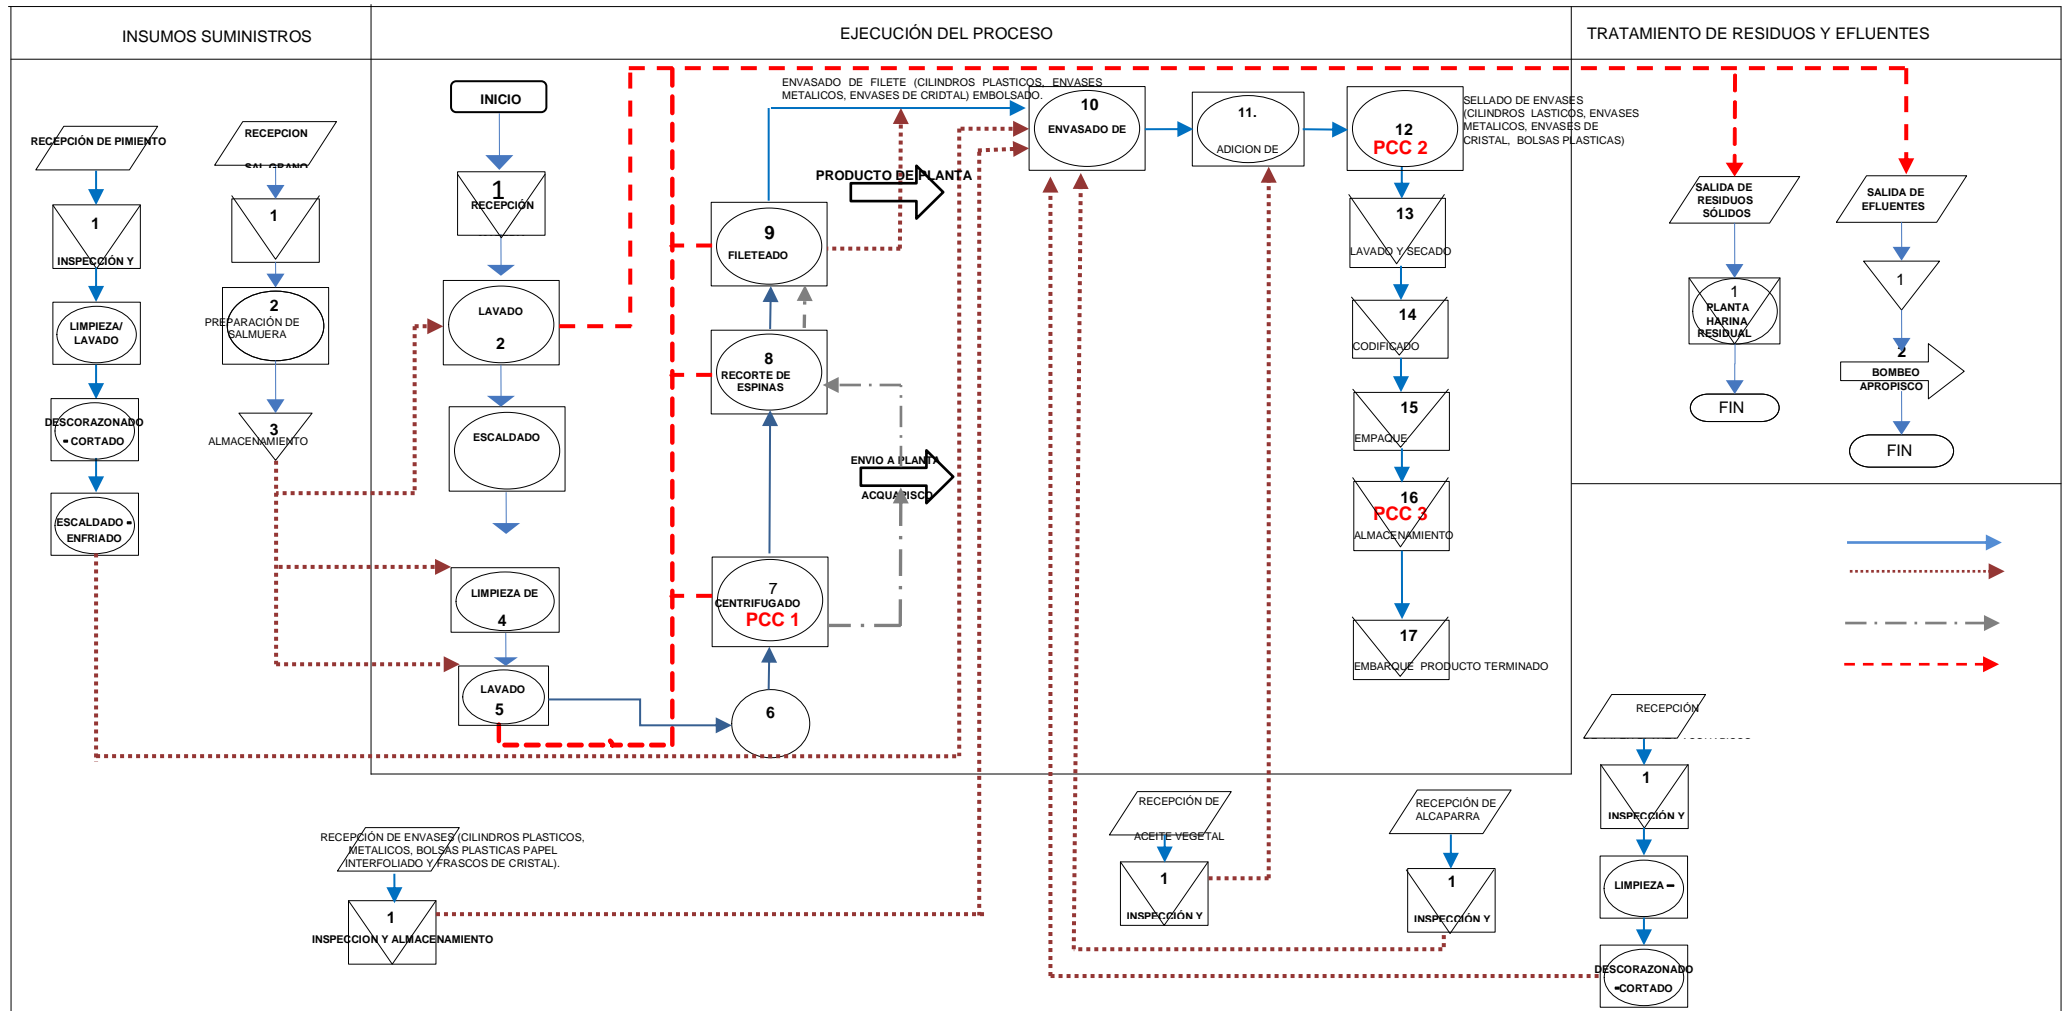 INSUMOS SUMINISTROS
EJECUCIÓN DEL PROCESO
TRATAMIENTO DE RESIDUOS Y EFLUENTES
RECEPCIÓN DE PIMIENTO
1
INSPECCIÓN Y
LIMPIEZA/
LAVADO
DESCORAZONADO
- CORTADO
ESCALDADO -
ENFRIADO
RECEPCION
SAL GRANO
1
2
PREPARACIÓN DE
SALMUERA
3
ALMACENAMIENTO
INICIO
1
RECEPCIÓN
LAVADO
2
ESCALDADO
LIMPIEZA DE
4
LAVADO
5
6
7
CENTRIFUGADO
PCC 1
8
RECORTE DE
ESPINAS
9
FILETEADO
ENVASADO DE FILETE (CILINDROS PLASTICOS, ENVASES
METALICOS, ENVASES DE CRIDTAL) EMBOLSADO.
PRODUCTO DE PLANTA
ENVIO A PLANTA
ACQUAPISCO
10
ENVASADO DE
11.
ADICION DE
12
PCC 2
SELLADO DE ENVASES
(CILINDROS LASTICOS, ENVASES
METALICOS, ENVASES DE
CRISTAL, BOLSAS PLASTICAS)
13
LAVADO Y SECADO
14
CODIFICADO
15
EMPAQUE
16
PCC 3
ALMACENAMIENTO
17
EMBARQUE PRODUCTO TERMINADO
SALIDA DE
RESIDUOS
SÓLIDOS
1
PLANTA
HARINA
RESIDUAL
FIN
SALIDA DE
EFLUENTES
1
2
BOMBEO
APROPISCO
FIN
RECEPCIÓN
1
INSPECCIÓN Y
LIMPIEZA -
DESCORAZONADO
-CORTADO
RECEPCIÓN DE ENVASES (CILINDROS PLASTICOS,
METALICOS, BOLSAS PLASTICAS PAPEL
INTERFOLIADO Y FRASCOS DE CRISTAL).
1
INSPECCION Y ALMACENAMIENTO
RECEPCIÓN DE
ACEITE VEGETAL
1
INSPECCIÓN Y
RECEPCIÓN DE
ALCAPARRA
1
INSPECCIÓN Y